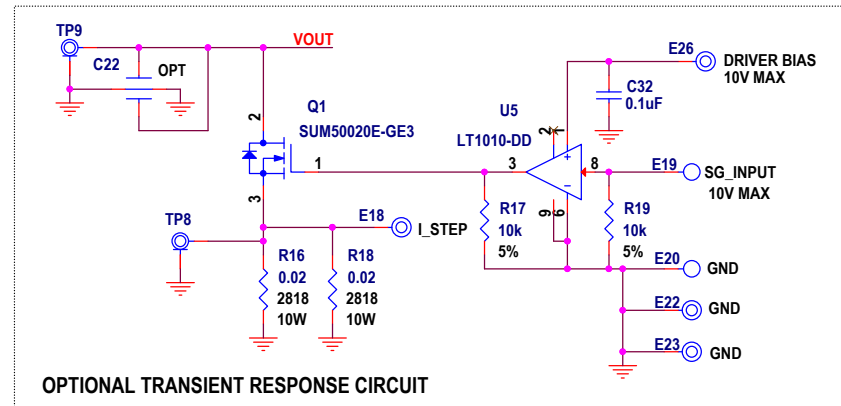 TP9
VOUT
C22
OPT
E26
DRIVER BIAS
10V MAX
C32
0.1uF
Q1
SUM50020E-GE3
2
1
3
U5
LT1010-DD
2
1
3
+
-
8
9
6
E19
SG_INPUT
10V MAX
R17
10k
5%
R19
10k
5%
E18
I_STEP
TP8
R16
0.02
2818
10W
R18
0.02
2818
10W
E20
GND
E22
GND
E23
GND
OPTIONAL TRANSIENT RESPONSE CIRCUIT